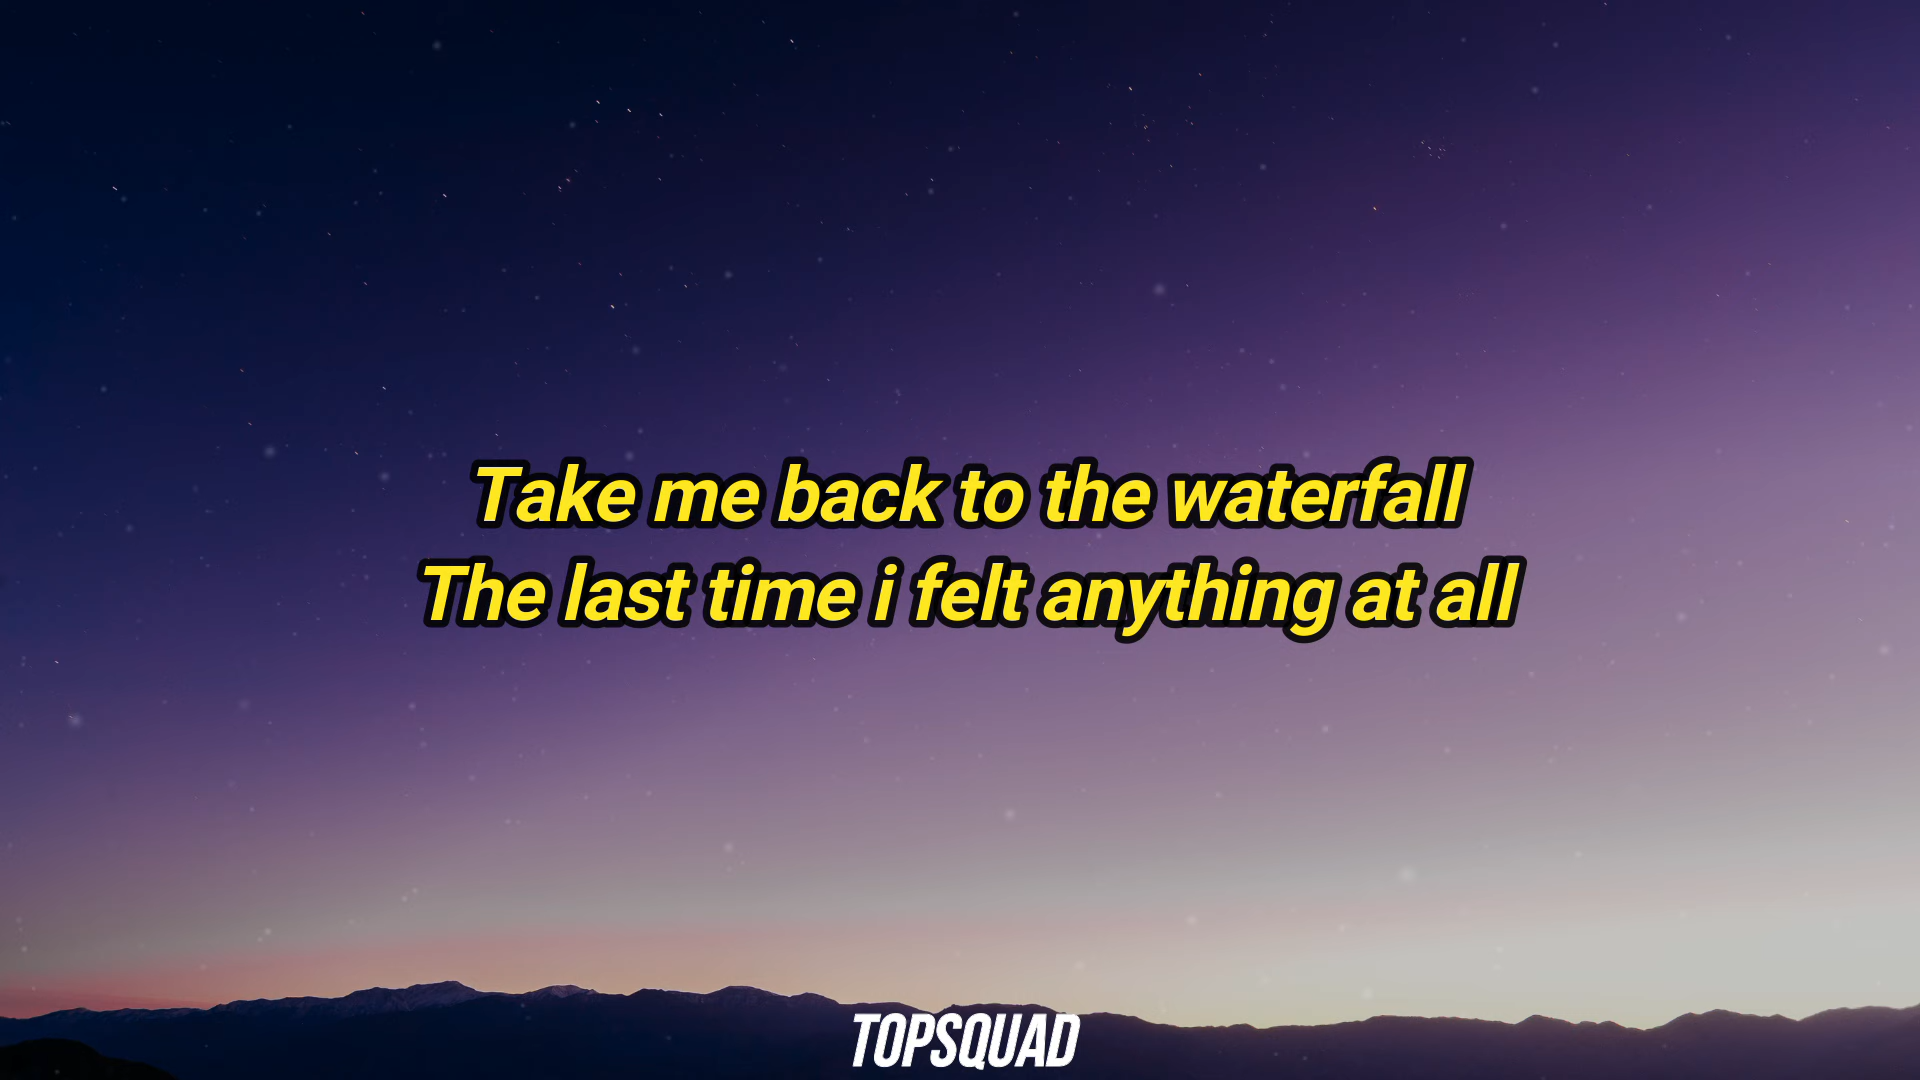 Take me back to the waterfall
The last time i felt anything at all
TOPSQUAD